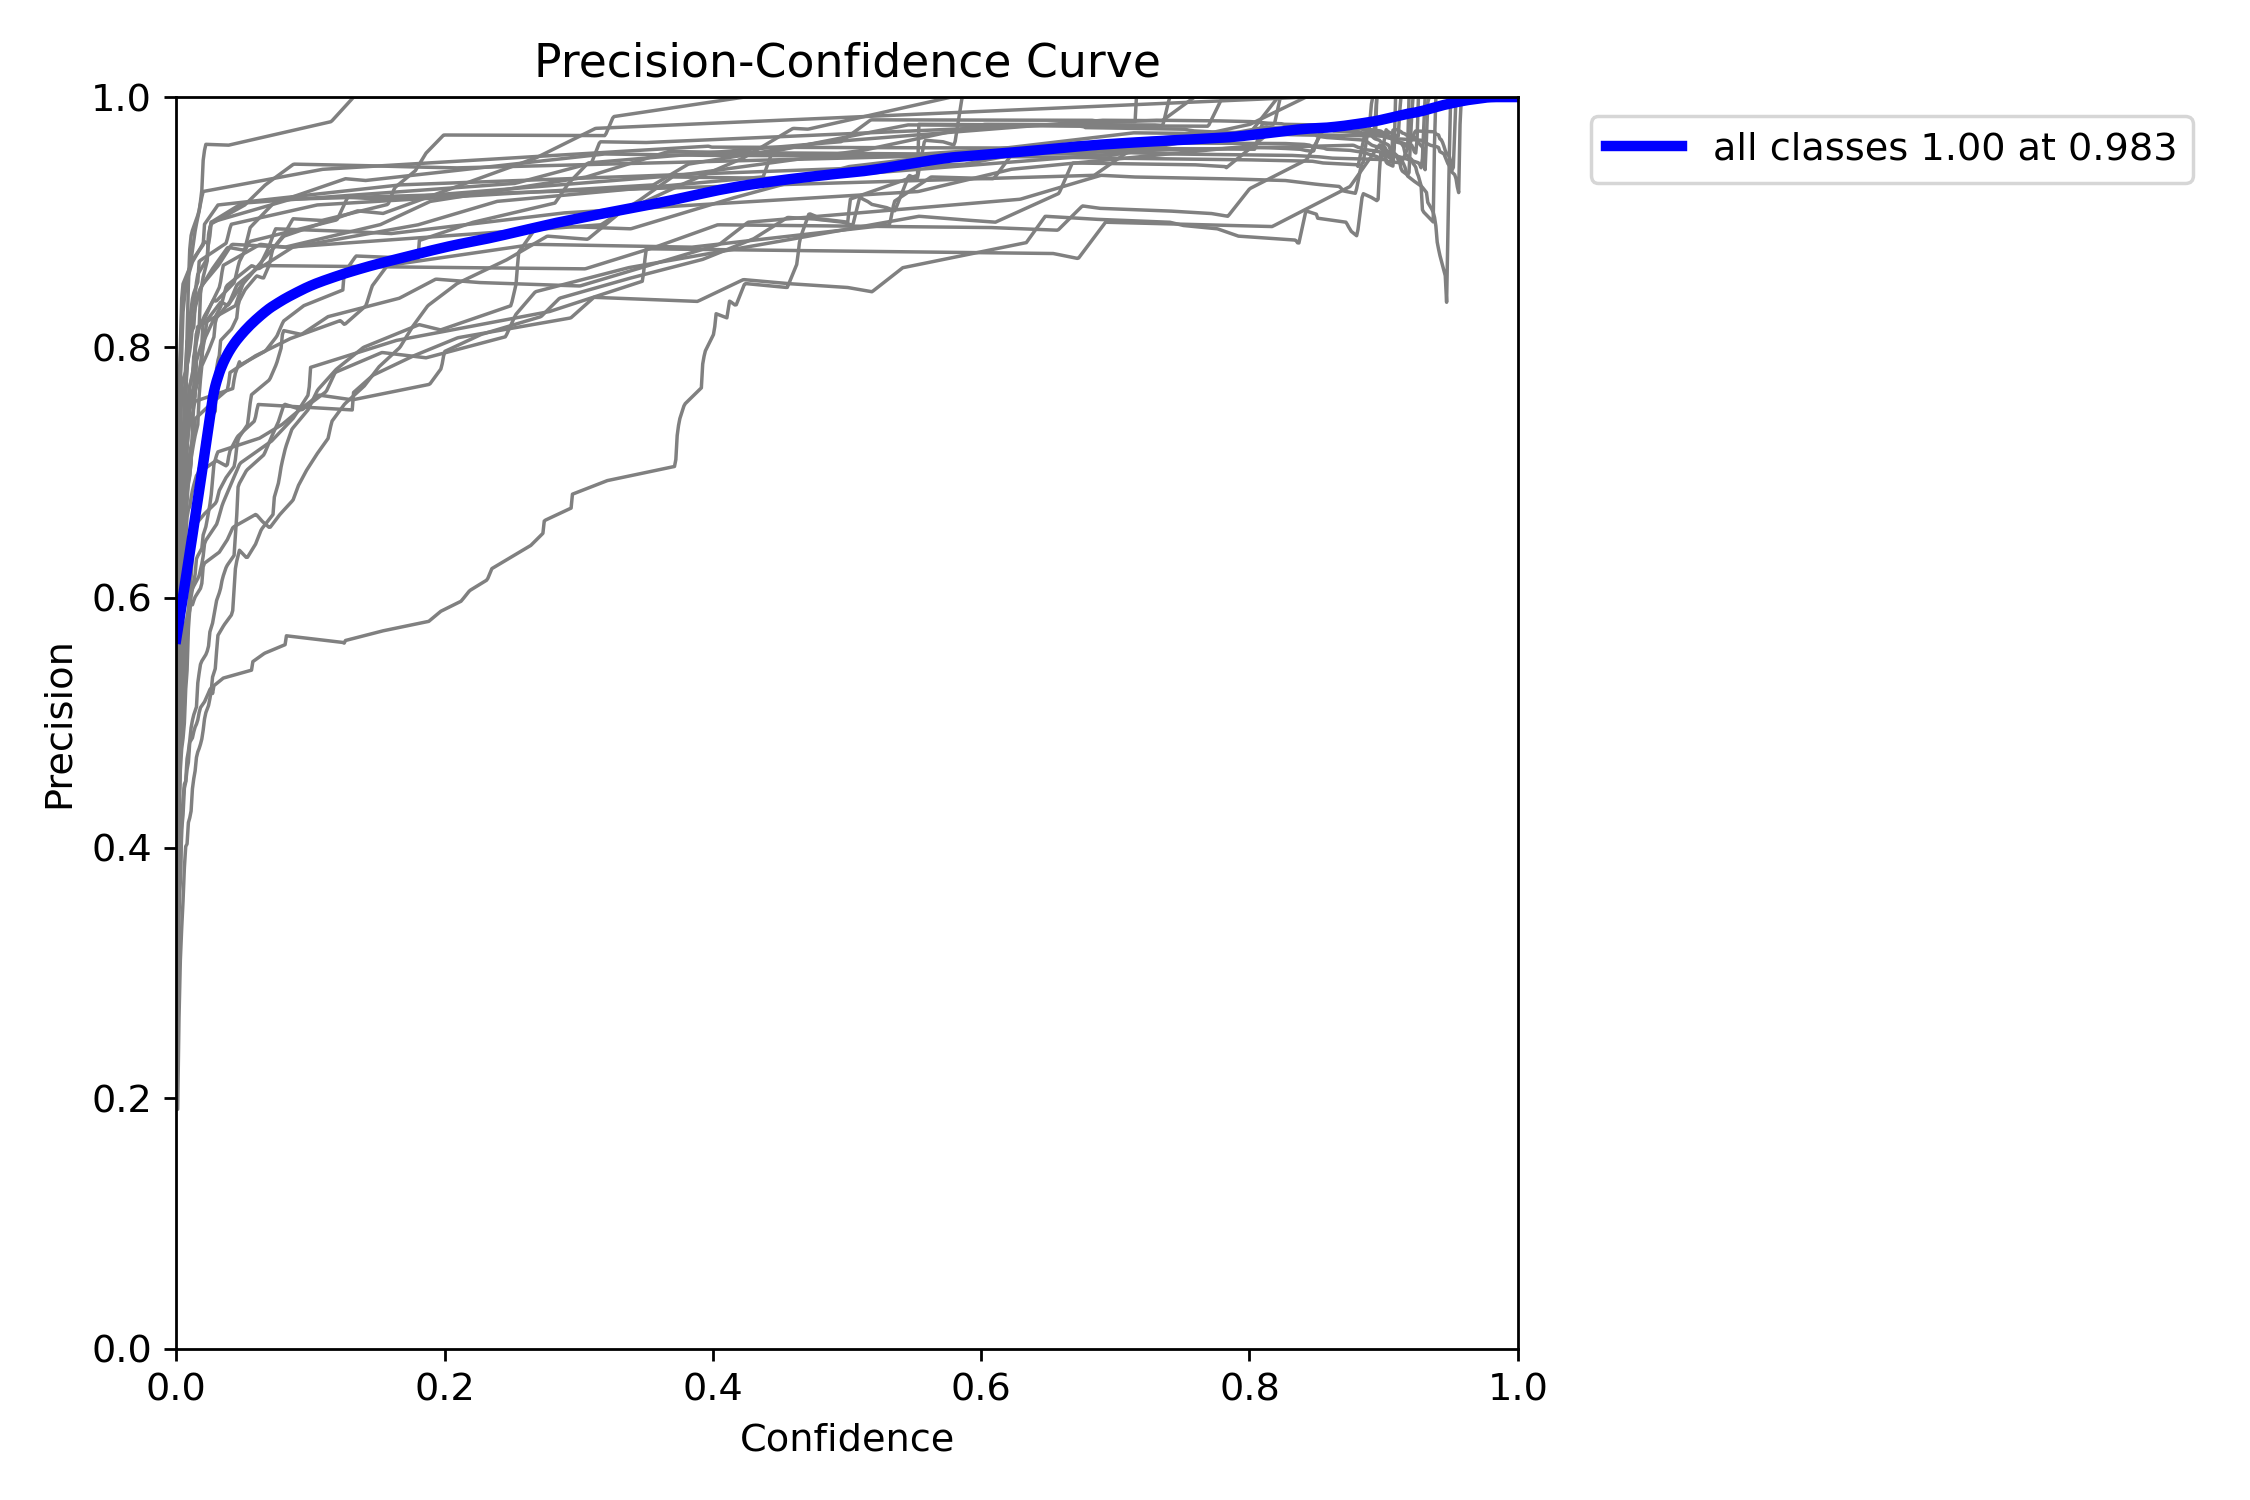 Precision-Confidence Curve
all classes 1.00 at 0.983
1.0
0.8
0.6
0.4
0.2
0.0
Precision
0.0 0.2 0.4 0.6 0.8 1.0
Confidence